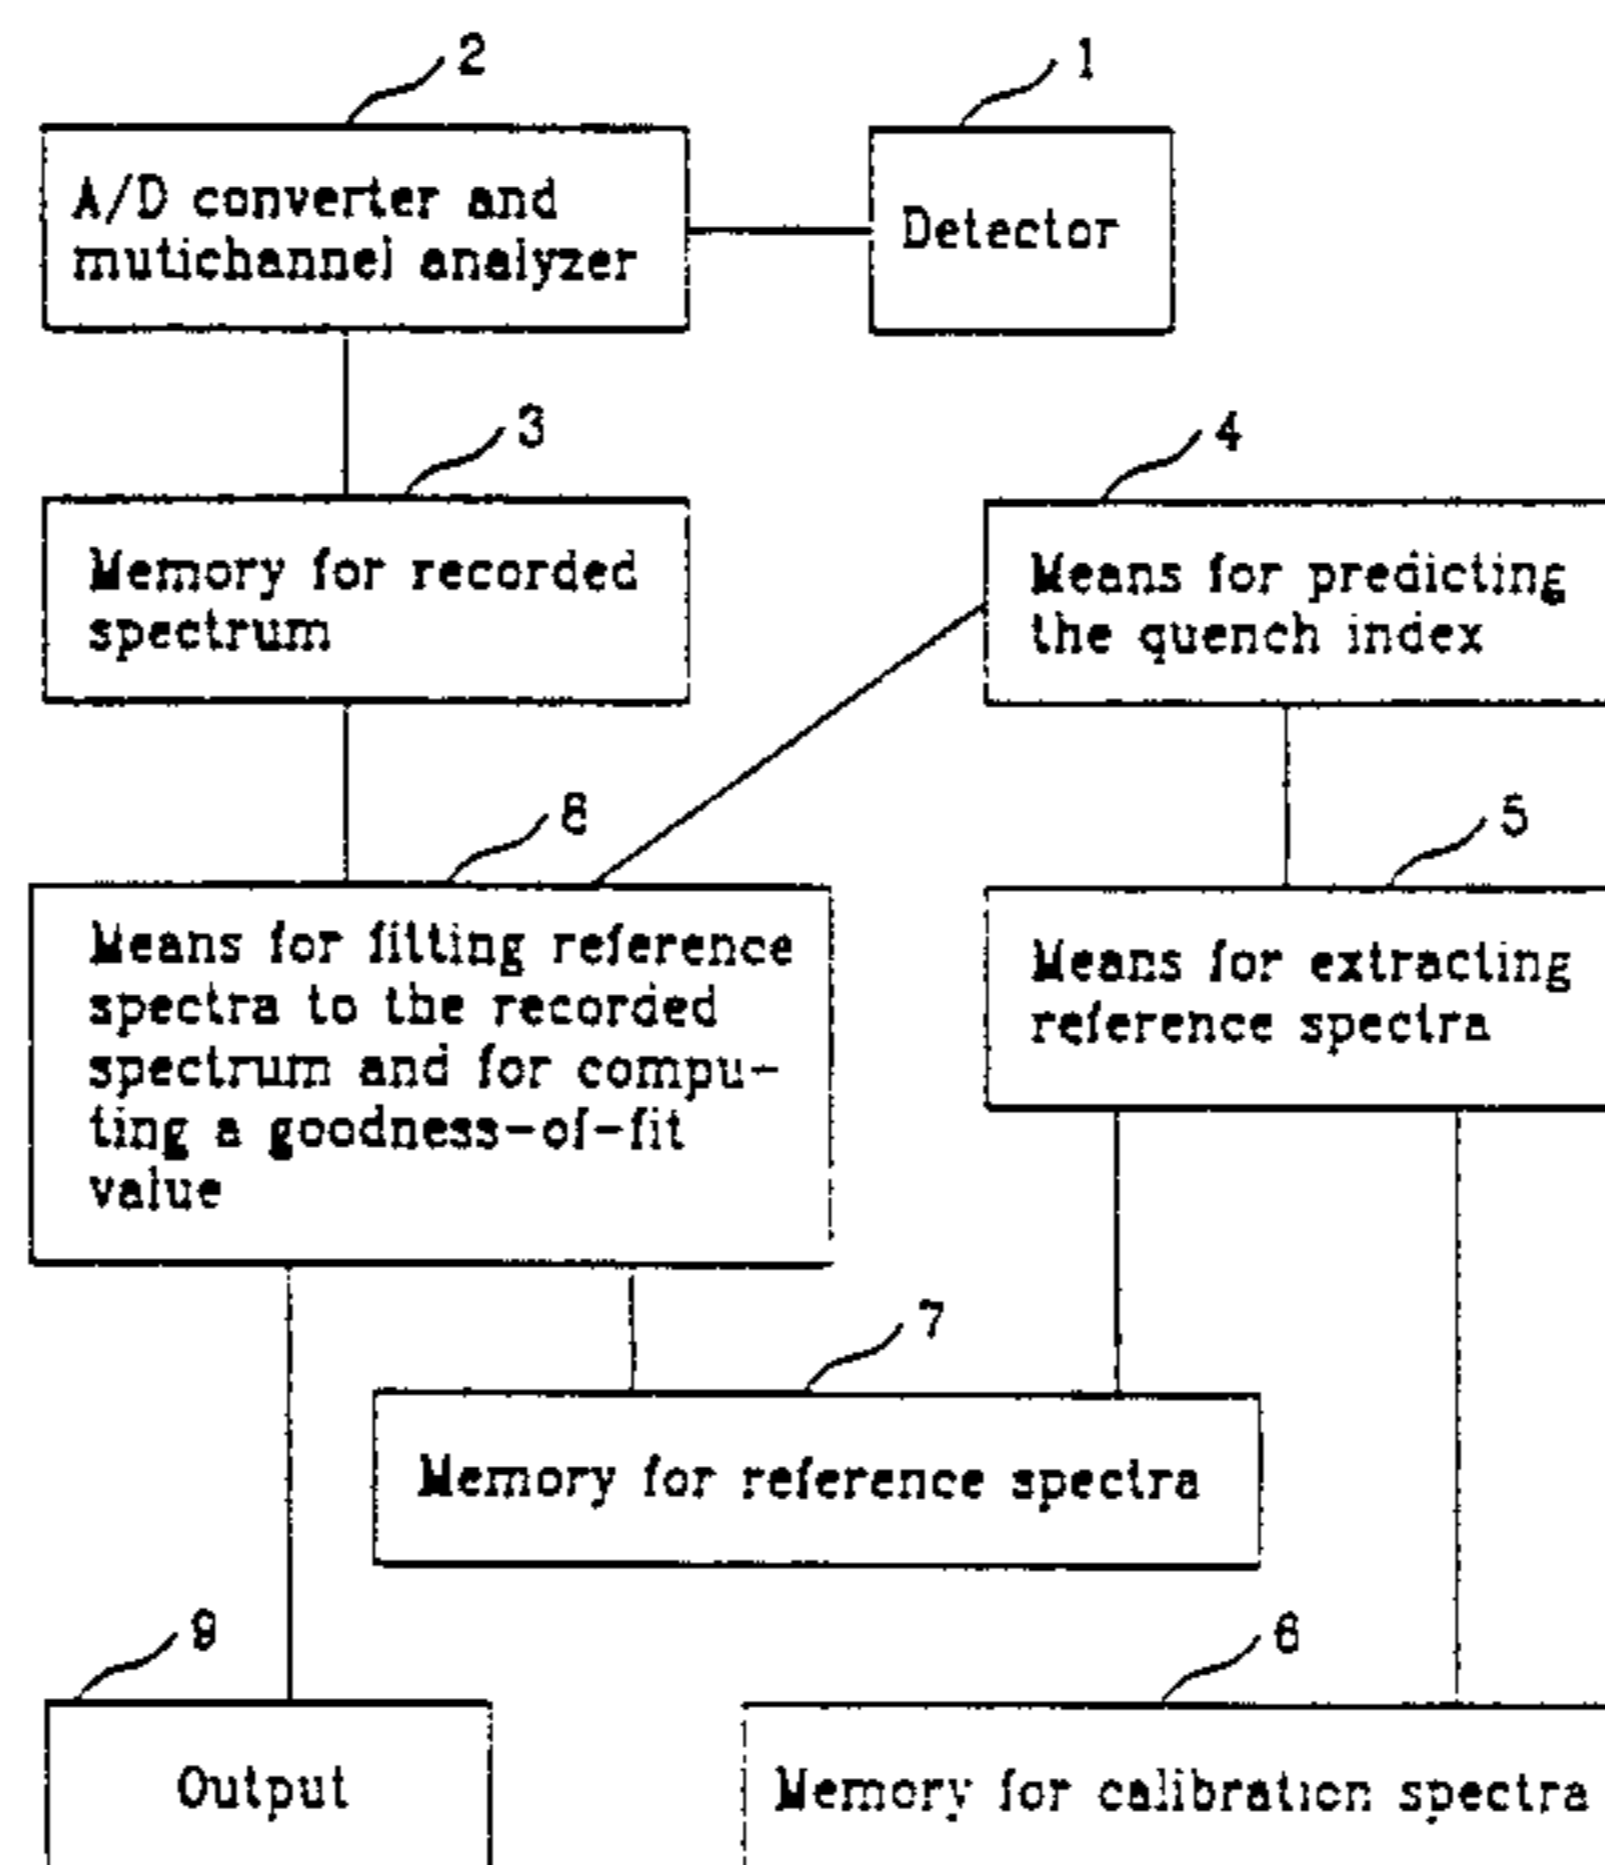 2
1
A/D converter and
mutichannel analyzer
Detector
3
4
Memory for recorded
spectrum
Means for predicting
the quench index
8
5
Means for fitting reference
spectra to the recorded
spectrum and for compu-
ting a goodness-of-fit
value
Means for extracting
reference spectra
7
Memory for reference spectra
9
6
Output
Memory for calibration spectra